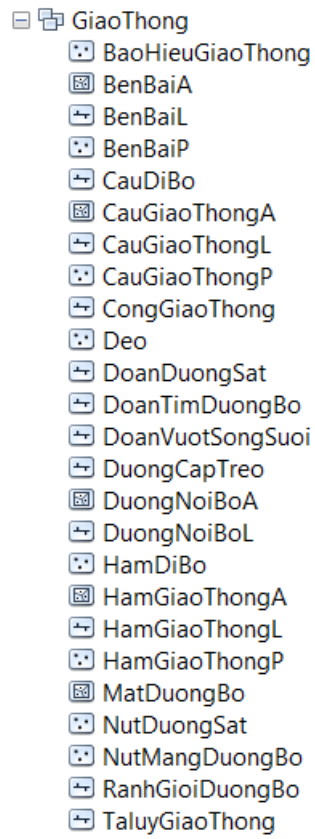 GiaoThong
BaoHieuGiaoThong
BenBaiA
BenBaiL
BenBaiP
CauDiBo
CauGiaoThongA
CauGiaoThongL
CauGiaoThongP
CongGiaoThong
Deo
DoanDuongSat
DoanTimDuongBo
DoanVuotSongSuoi
DuongCapTreo
DuongNoiBoA
DuongNoiBoL
HamDiBo
HamGiaoThongA
HamGiaoThongL
HamGiaoThongP
MatDuongBo
NutDuongSat
NutMangDuongBo
RanhGioiDuongBo
TaluyGiaoThong